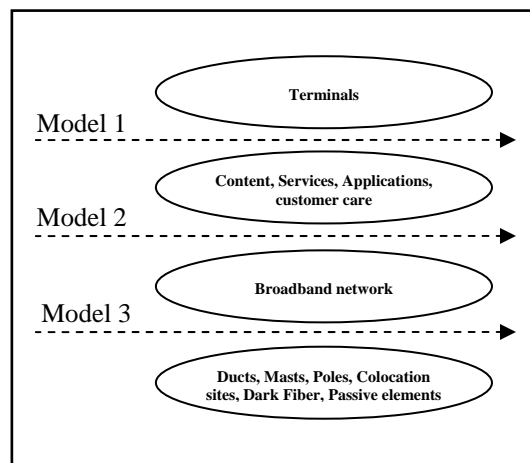 Terminals
Model 1
Content, Services, Applications,
customer care
Model 2
Broadband network
Model 3
Ducts, Masts, Poles, Colocation
sites, Dark Fiber, Passive elements